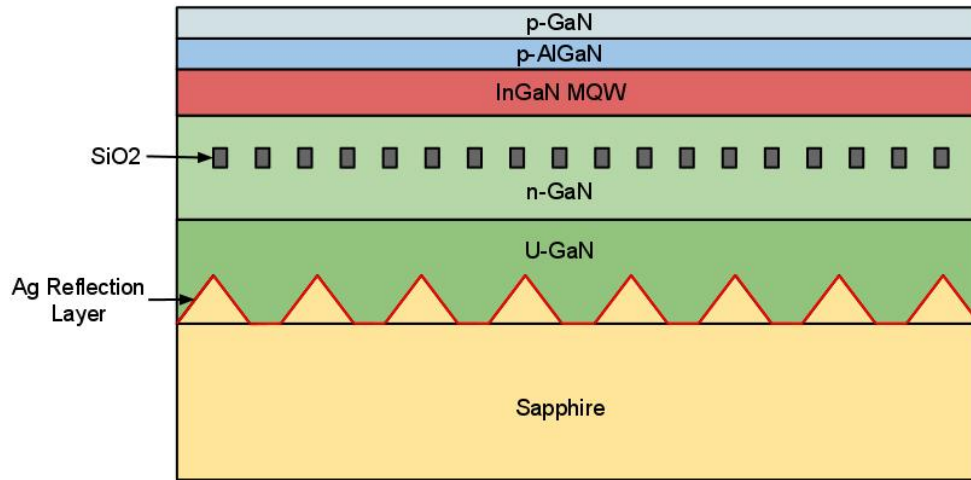 p-GaN
p-AlGaN
InGaN MQW
SiO2
n-GaN
U-GaN
Ag Reflection
Layer
Sapphire